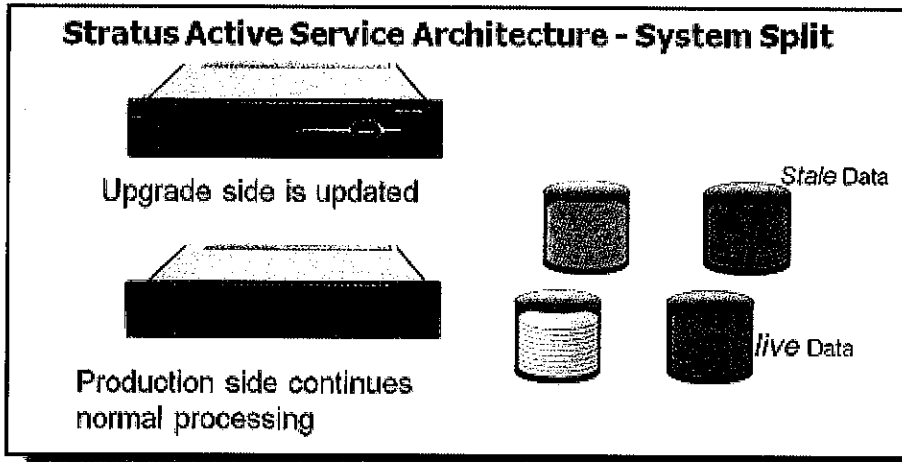 Stratus Active Service Architecture - System Split
Upgrade side is updated
Stale Data
Production side continues
normal processing
live Data